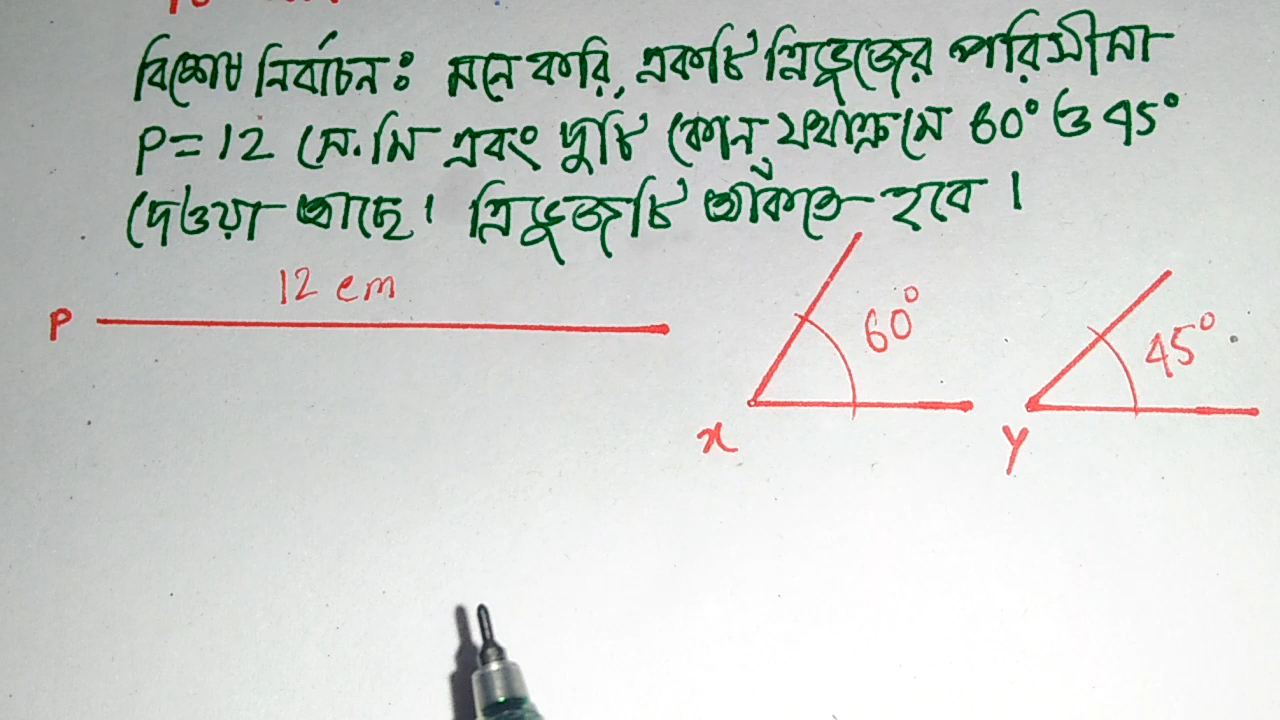 বিশেষ নির্বাচন: মনে করি, একটি ত্রিভুজের পরিসীমা
P=12 সে.মি এবং দুটি কোন যথাক্রমে 60° ও 45°
দেওয়া আছে। ত্রিভুজটি আঁকতে হবে।
12 cm
P
60°
45°
x
y